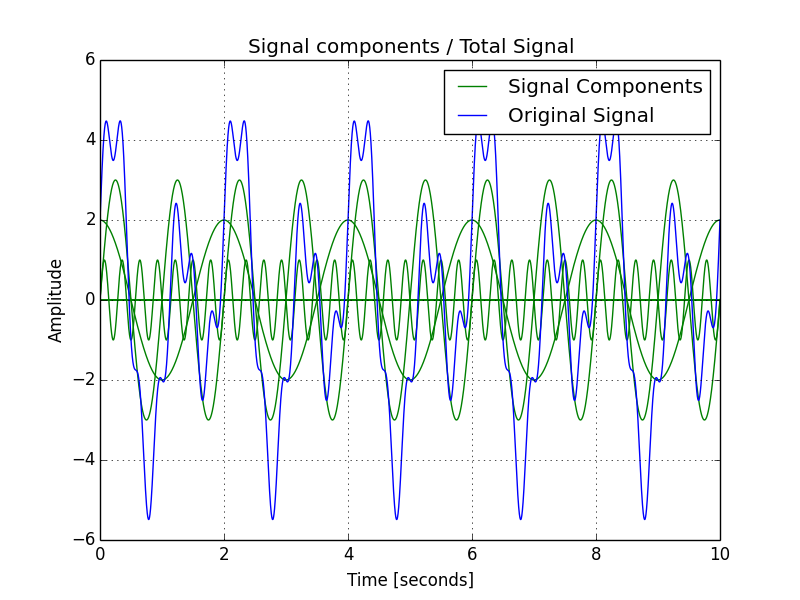 Signal components / Total Signal
Signal Components
Original Signal
6
4
2
0
−2
−4
−6
Amplitude
0 2 4 6 8 10
Time [seconds]